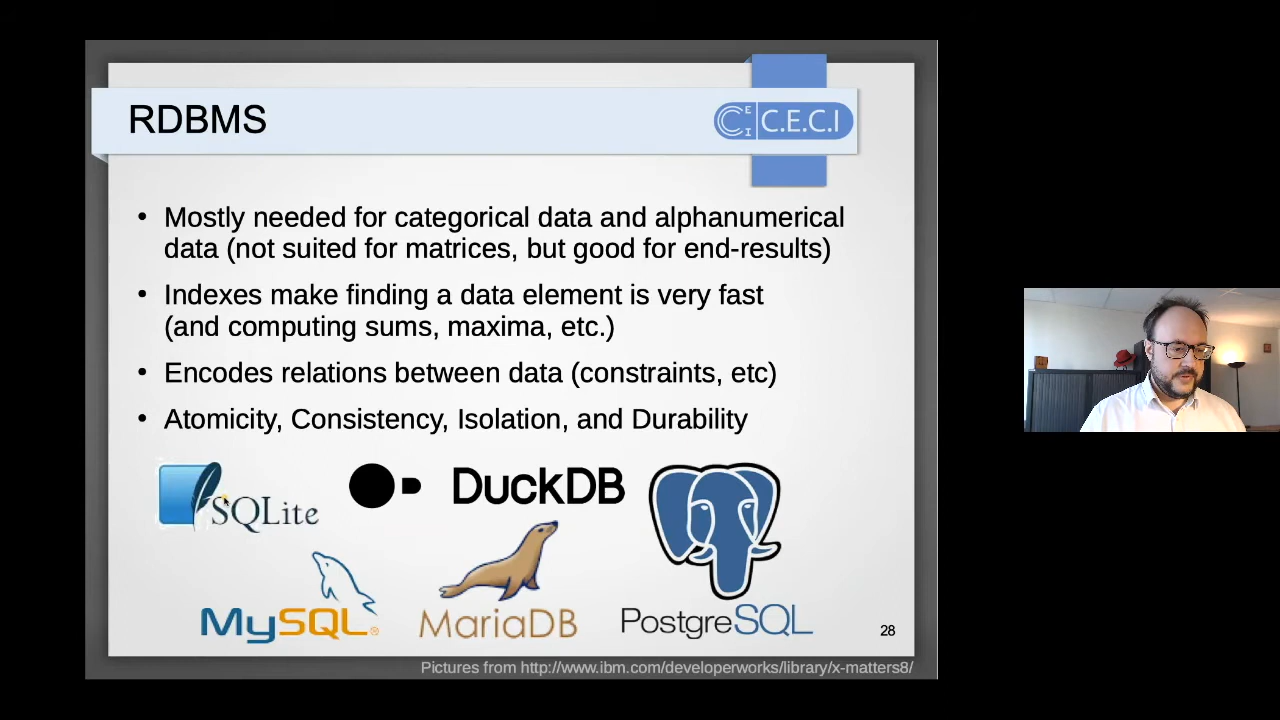 RDBMS
C E C I C.E.C.I
• Mostly needed for categorical data and alphanumerical
data (not suited for matrices, but good for end-results)
• Indexes make finding a data element is very fast
(and computing sums, maxima, etc.)
• Encodes relations between data (constraints, etc)
• Atomicity, Consistency, Isolation, and Durability
SQLite
DuckDB
MySQL®
MariaDB
PostgreSQL
28
Pictures from http://www.ibm.com/developerworks/library/x-matters8/